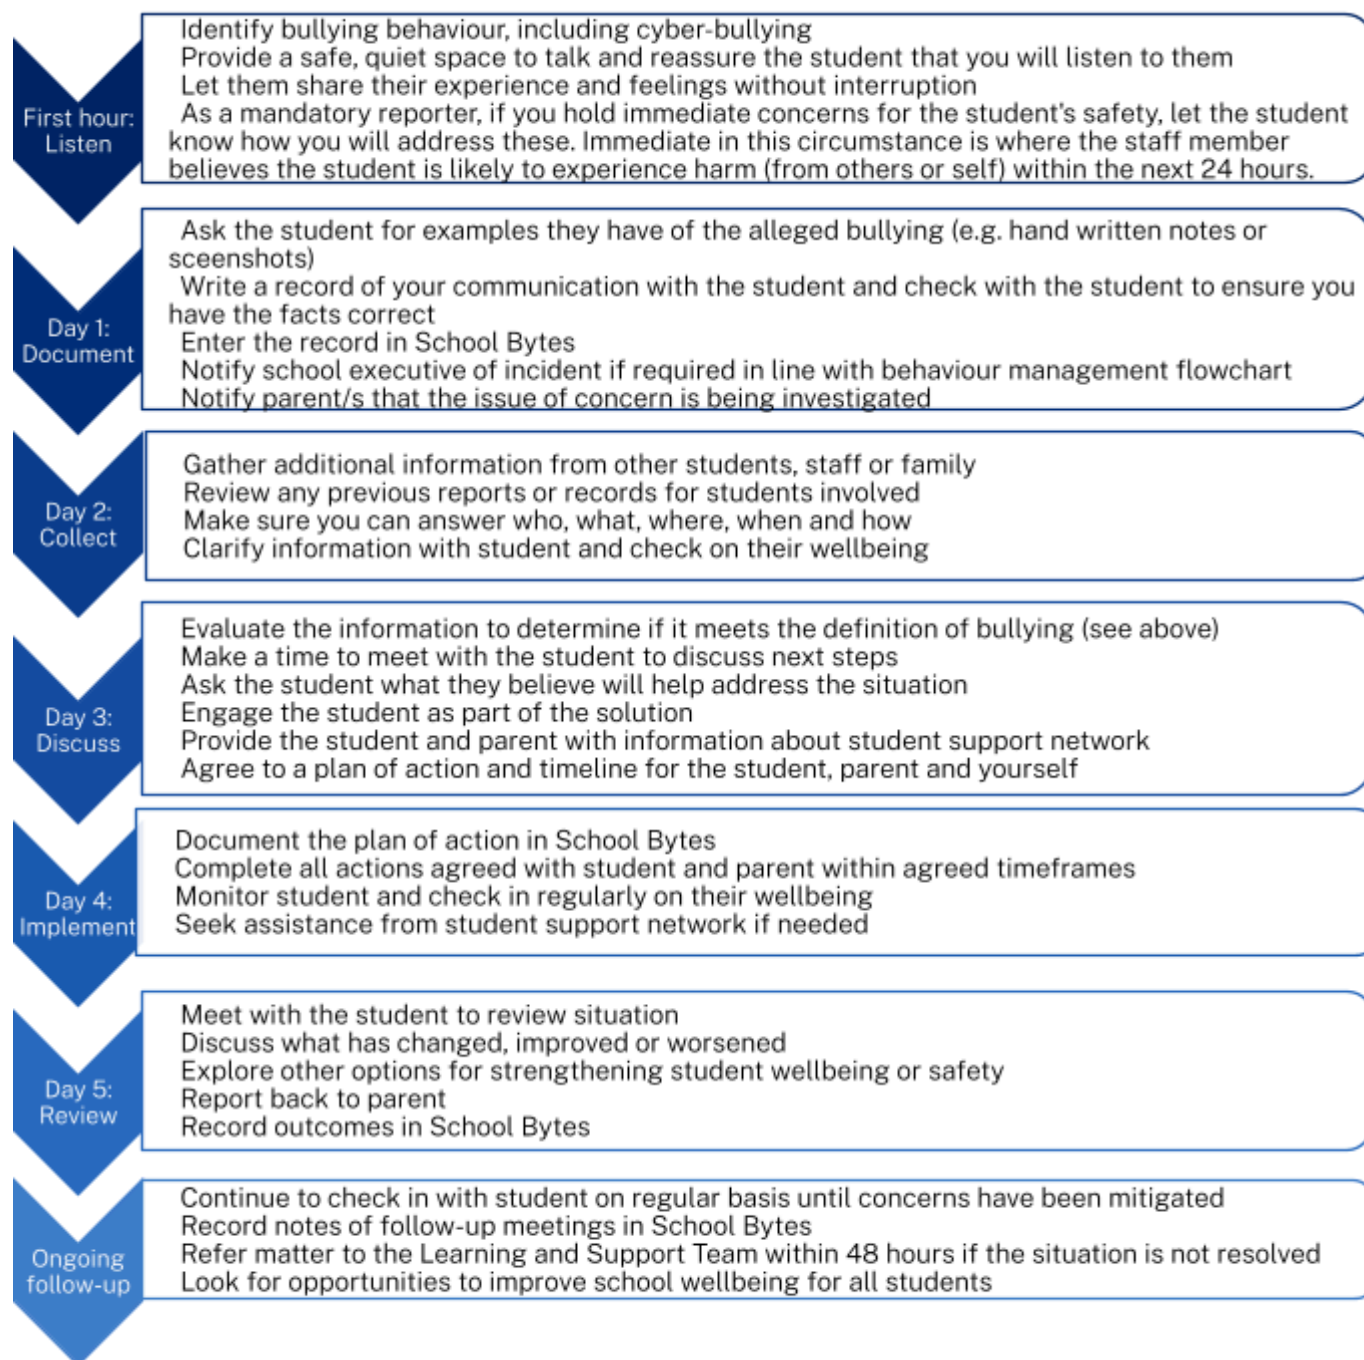 Identify bullying behaviour, including cyber-bullying
Provide a safe, quiet space to talk and reassure the student that you will listen to them
Let them share their experience and feelings without interruption
First hour:
Listen
As a mandatory reporter, if you hold immediate concerns for the student's safety, let the student
know how you will address these. Immediate in this circumstance is where the staff member
believes the student is likely to experience harm (from others or self) within the next 24 hours.
Ask the student for examples they have of the alleged bullying (e.g. hand written notes or
sceenshots)
Write a record of your communication with the student and check with the student to ensure you
have the facts correct
Day 1:
Document
Enter the record in School Bytes
Notify school executive of incident if required in line with behaviour management flowchart
Notify parent/s that the issue of concern is being investigated
Day 2:
Collect
Gather additional information from other students, staff or family
Review any previous reports or records for students involved
Make sure you can answer who, what, where, when and how
Clarify information with student and check on their wellbeing
Day 3:
Discuss
Evaluate the information to determine if it meets the definition of bullying (see above)
Make a time to meet with the student to discuss next steps
Ask the student what they believe will help address the situation
Engage the student as part of the solution
Provide the student and parent with information about student support network
Agree to a plan of action and timeline for the student, parent and yourself
Day 4:
Implement
Document the plan of action in School Bytes
Complete all actions agreed with student and parent within agreed timeframes
Monitor student and check in regularly on their wellbeing
Seek assistance from student support network if needed
Day 5:
Review
Meet with the student to review situation
Discuss what has changed, improved or worsened
Explore other options for strengthening student wellbeing or safety
Report back to parent
Record outcomes in School Bytes
Ongoing
follow-up
Continue to check in with student on regular basis until concerns have been mitigated
Record notes of follow-up meetings in School Bytes
Refer matter to the Learning and Support Team within 48 hours if the situation is not resolved
Look for opportunities to improve school wellbeing for all students